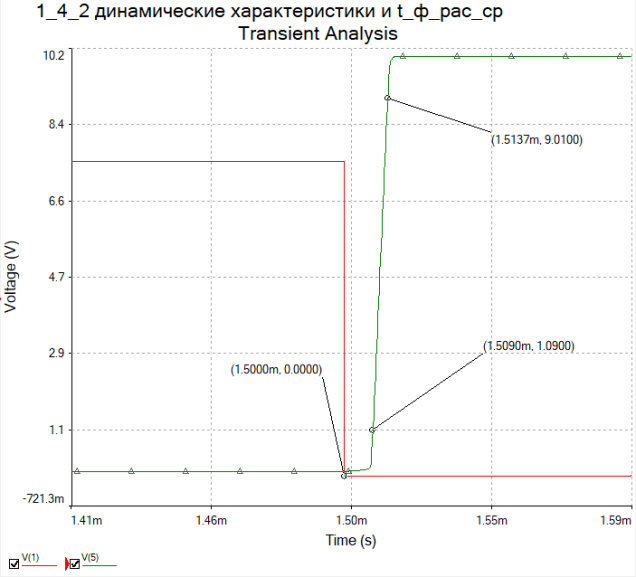 1_4_2 динамические характеристики и t_ф_рас_ср
Transient Analysis
10.2
8.4
(1.5137m, 9.0100)
6.6
Voltage (V)
4.7
2.9
(1.5090m, 1.0900)
(1.5000m, 0.0000)
1.1
-721.3m
1.41m 1.46m 1.50m 1.55m 1.59m
Time (s)
V(1) V(5)